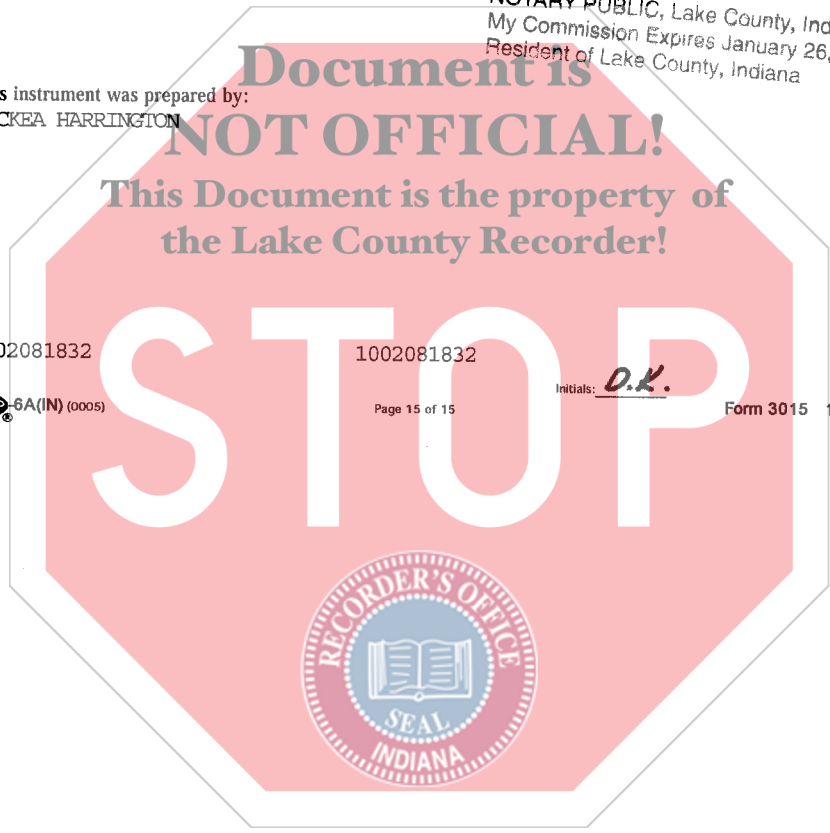 NOTARY PUBLIC, Lake County, Ind
My Commission Expires January 26,
Resident of Lake County, Indiana
Document is
s instrument was prepared by:
CKEA HARRINGTON
NOT OFFICIAL!
This Document is the property of
the Lake County Recorder!
STOP
02081832 1002081832
Initials: D.K.
-6A(IN) (0005) Page 15 of 15 Form 3015 1
RECORDER'S OFFICE
SEAL
INDIANA